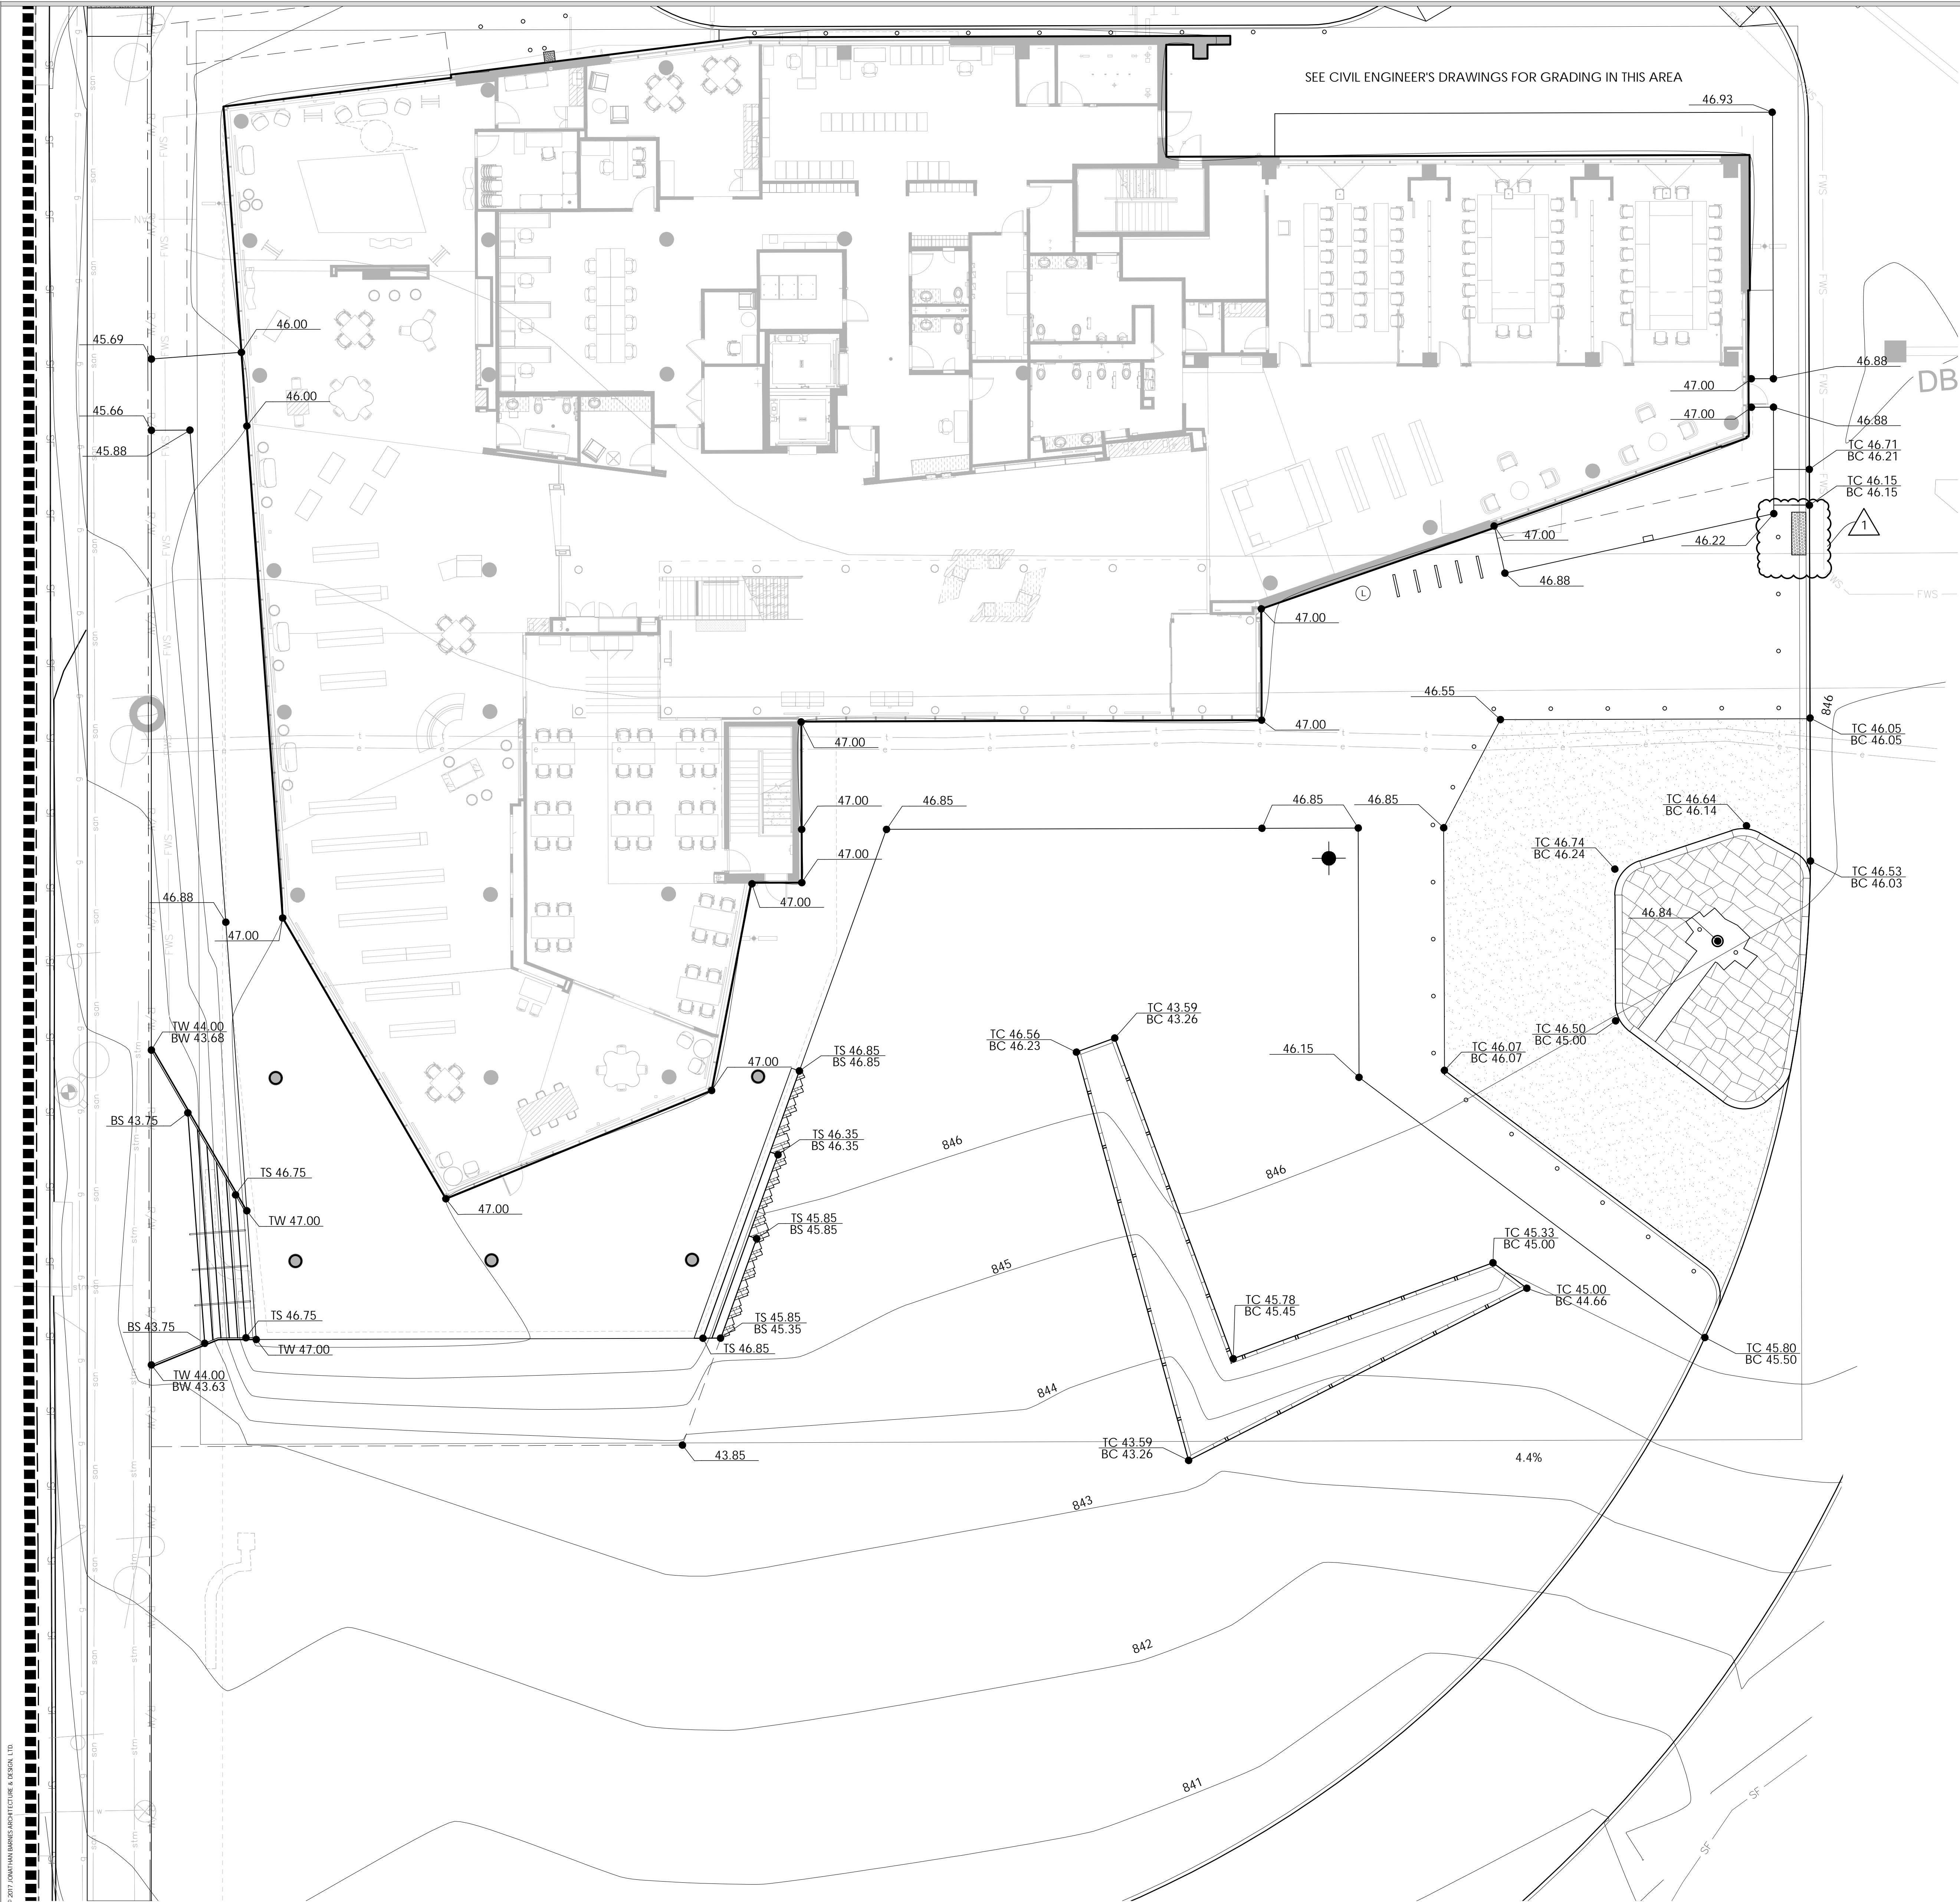 SEE CIVIL ENGINEER'S DRAWINGS FOR GRADING IN THIS AREA
46.93
46.00
45.69
46.00
45.66
45.88
46.88
47.00
47.00
46.88
DB
TC 46.71
BC 46.21
TC 46.15
BC 46.15
1
47.00
46.22
46.88
L
FWS
47.00
46.55
846
47.00
47.00
TC 46.05
BC 46.05
47.00
46.85
46.85
46.85
TC 46.64
BC 46.14
47.00
TC 46.74
BC 46.24
TC 46.53
BC 46.03
46.88
47.00
47.00
46.84
TW 44.00
BW 43.68
TC 43.59
BC 43.26
TC 46.56
BC 46.23
TC 46.50
BC 45.00
47.00
TS 46.85
BS 46.85
46.15
TC 46.07
BC 46.07
BS 43.75
TS 46.35
BS 46.35
846
846
TS 46.75
47.00
TW 47.00
TS 45.85
BS 45.85
TC 45.33
BC 45.00
845
TC 45.78
BC 45.45
TC 45.00
BC 44.66
BS 43.75
TS 46.75
TW 47.00
TS 45.85
BS 45.35
TS 46.85
TC 45.80
BC 45.50
TW 44.00
BW 43.63
844
43.85
TC 43.59
BC 43.26
4.4%
843
842
841
SF
SF
2017 JONATHAN BARNES ARCHITECTURE & DESIGN, LTD.